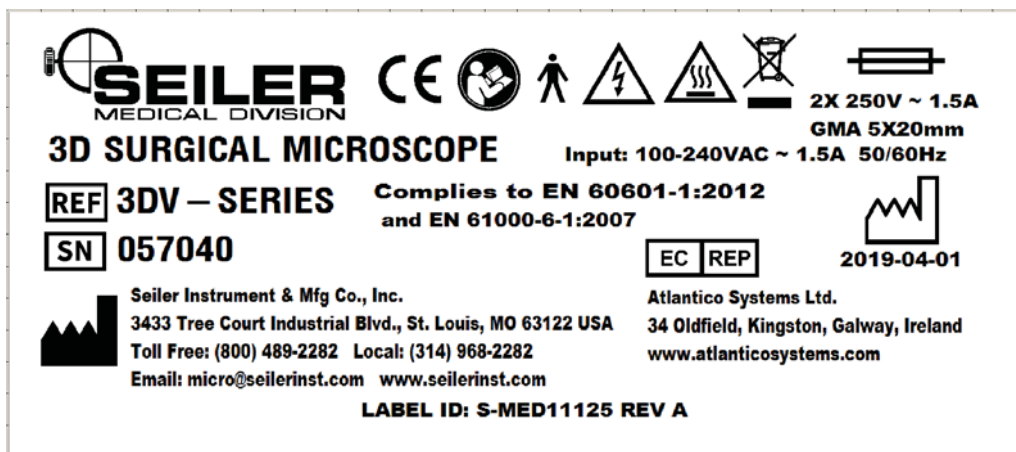 SEILER
MEDICAL DIVISION
CE
2X 250V ~ 1.5A
GMA 5X20mm
3D SURGICAL MICROSCOPE
Input: 100-240VAC ~ 1.5A 50/60Hz
REF 3DV – SERIES
Complies to EN 60601-1:2012
and EN 61000-6-1:2007
SN 057040
EC REP
2019-04-01
Seiler Instrument & Mfg Co., Inc.
3433 Tree Court Industrial Blvd., St. Louis, MO 63122 USA
Toll Free: (800) 489-2282 Local: (314) 968-2282
Email: micro@seilerinst.com www.seilerinst.com
Atlantico Systems Ltd.
34 Oldfield, Kingston, Galway, Ireland
www.atlanticosystems.com
LABEL ID: S-MED11125 REV A